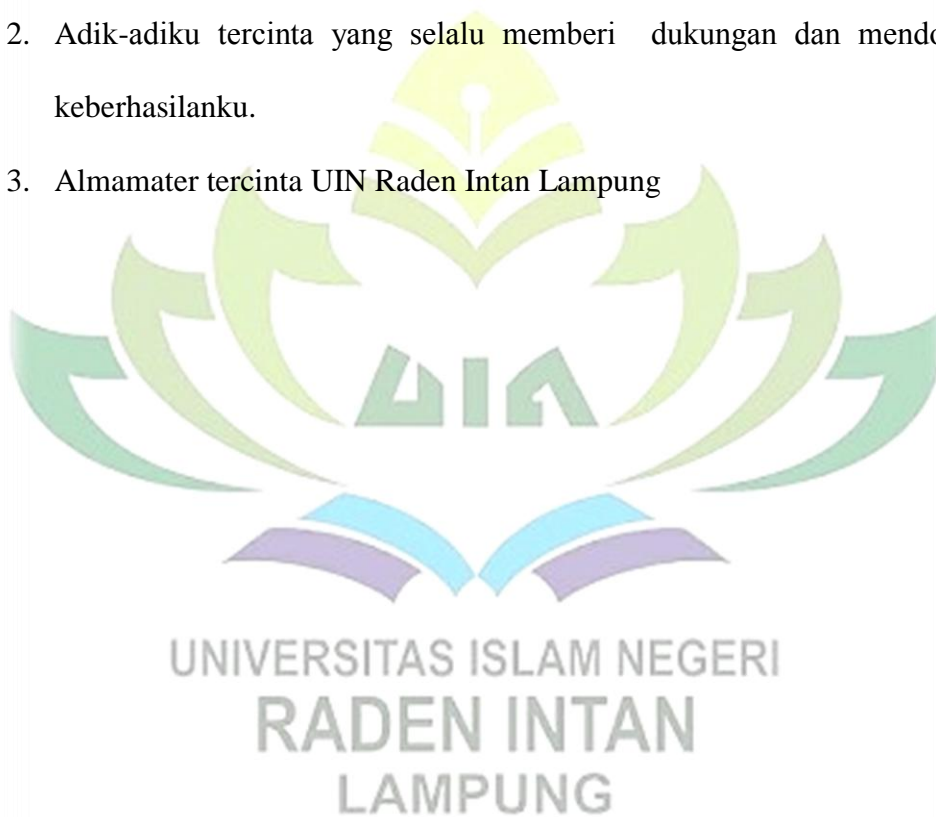 2. Adik-adiku tercinta yang selalu memberi dukungan dan
keberhasilanku.
3. Almamater tercinta UIN Raden Intan Lampung
UIN
UNIVERSITAS ISLAM NEGERI
RADEN INTAN
LAMPUNG